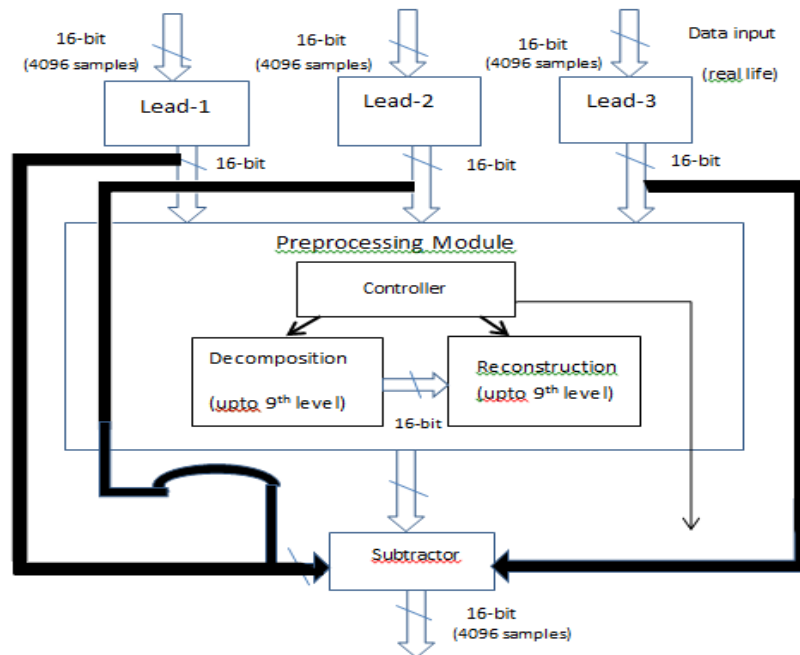 16-bit
(4096 samples)
16-bit
(4096 samples)
16-bit
(4096 samples)
Data input
(real life)
Lead-1
Lead-2
Lead-3
16-bit
16-bit
16-bit
Preprocessing Module
Controller
Decomposition
(upto 9th level)
Reconstruction
(upto 9th level)
16-bit
Subtractor
16-bit
(4096 samples)